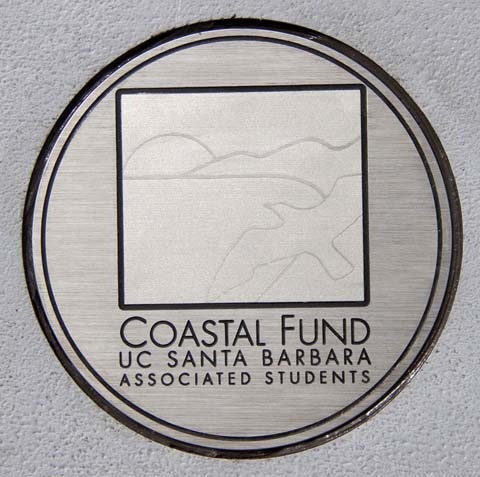 COASTAL FUND
UC SANTA BARBARA
ASSOCIATED STUDENTS